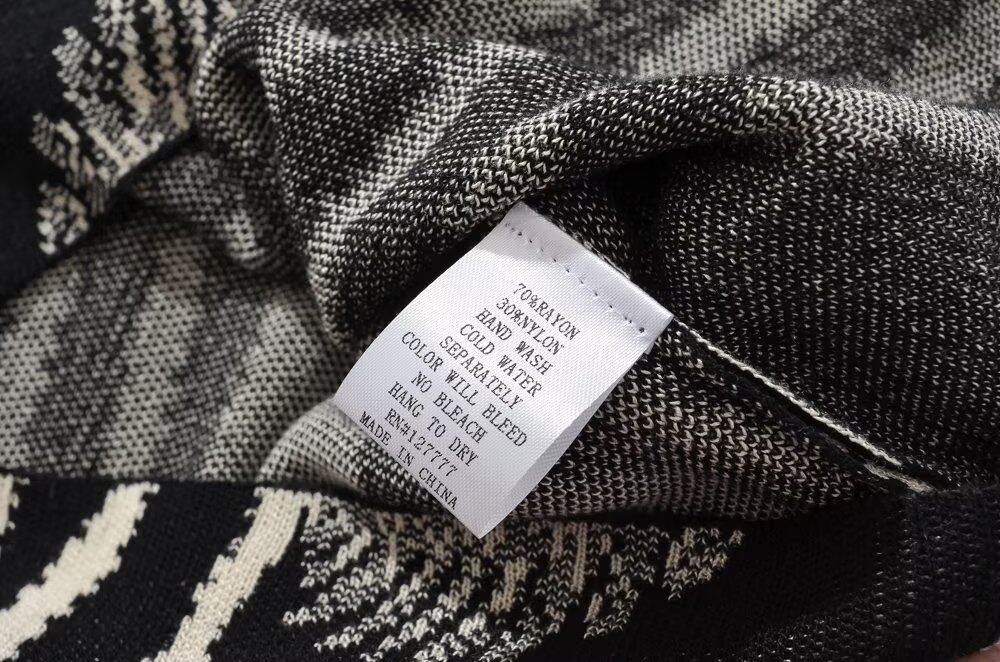 70%RAYON
30%NYLON
HAND WASH
COLD WATER
SEPARATELY
COLOR WILL BLEED
NO BLEACH
HANG TO DRY
RN#127777
MADE IN CHINA